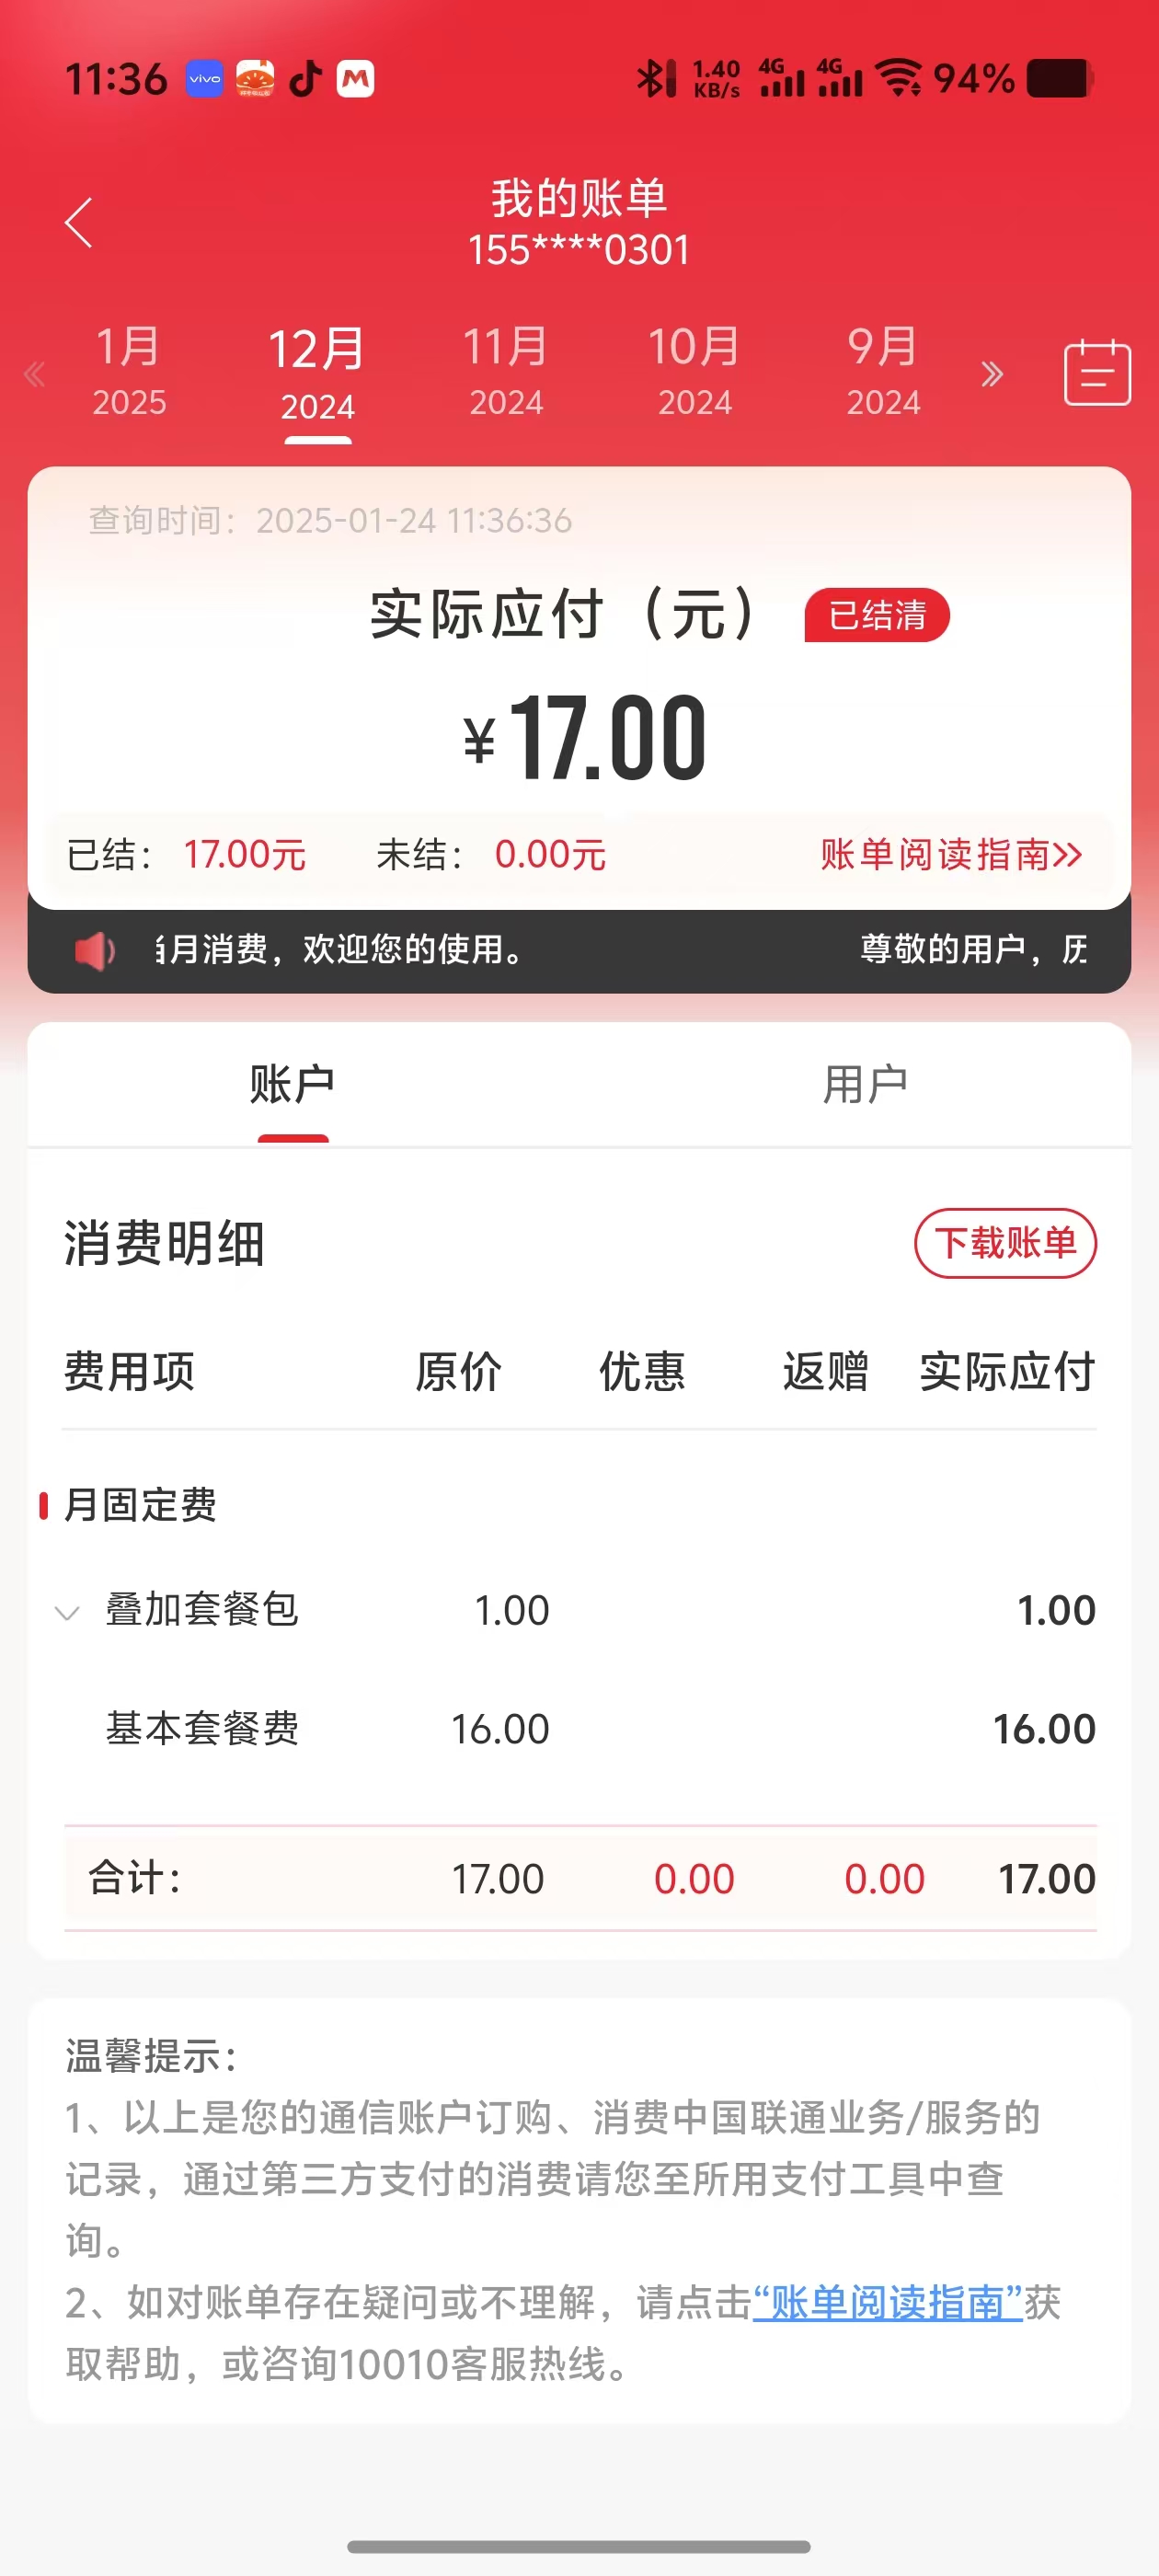 11:36 vivo 1.40 KB/s 4G 4G 94%
我的账单
155****0301
1月 12月 11月 10月 9月
2025 2024 2024 2024 2024
查询时间：2025-01-24 11:36:36
实际应付（元） 已结清
¥17.00
已结： 17.00元 未结： 0.00元 账单阅读指南>>
月消费，欢迎您的使用。 尊敬的用户，历
账户 用户
消费明细 下载账单
费用项 原价 优惠 返赠 实际应付
月固定费
叠加套餐包 1.00 1.00
基本套餐费 16.00 16.00
合计： 17.00 0.00 0.00 17.00
温馨提示：
1、以上是您的通信账户订购、消费中国联通业务/服务的
记录，通过第三方支付的消费请您至所用支付工具中查
询。
2、如对账单存在疑问或不理解，请点击“账单阅读指南”获
取帮助，或咨询10010客服热线。